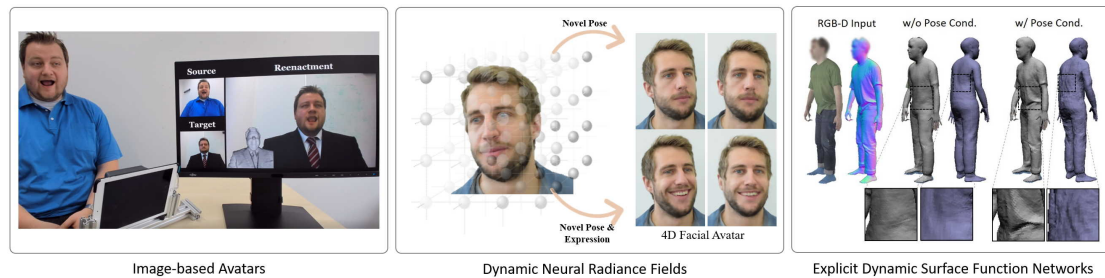 Source
Reenactment
Target
Image-based Avatars
Novel Pose
Novel Pose &
Expression
4D Facial Avatar
Dynamic Neural Radiance Fields
RGB-D Input
w/o Pose Cond.
w/ Pose Cond.
Explicit Dynamic Surface Function Networks